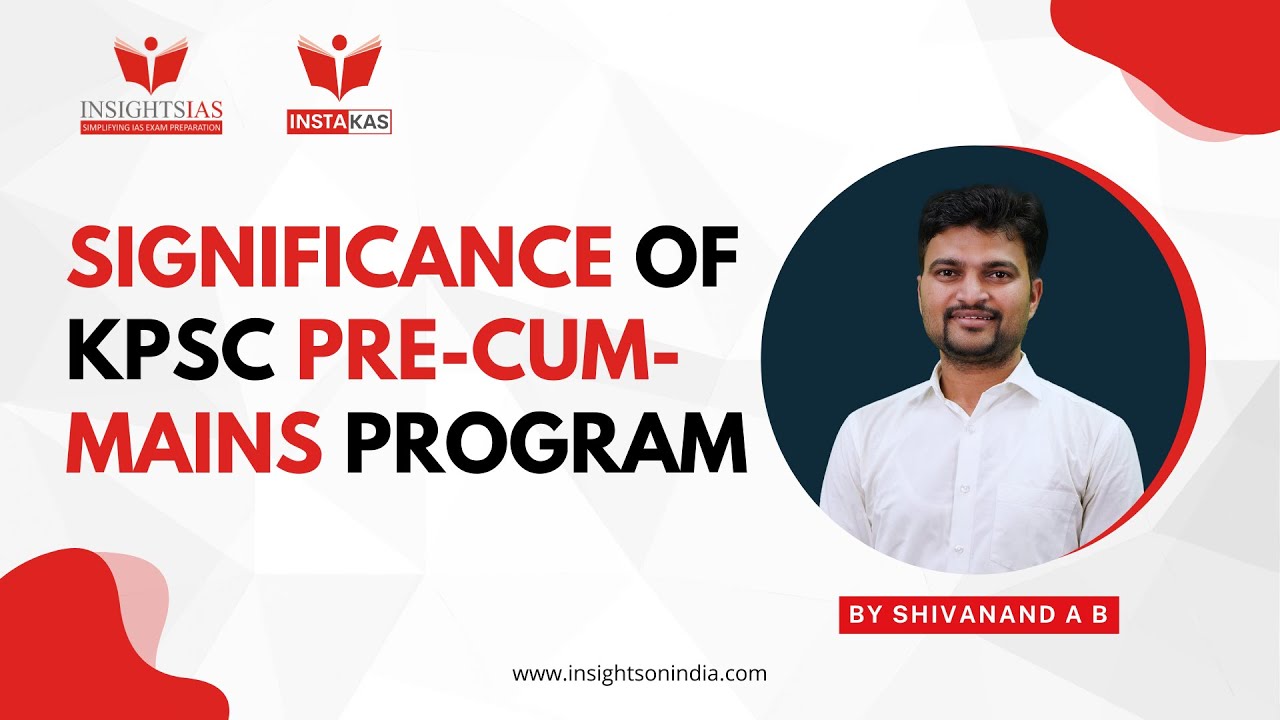 INSIGHTSIAS
SIMPLIFYING IAS EXAM PREPARATION
INSTAKAS
SIGNIFICANCE OF
KPSC PRE-CUM-
MAINS PROGRAM
BY SHIVANAND A B
www.insightsonindia.com